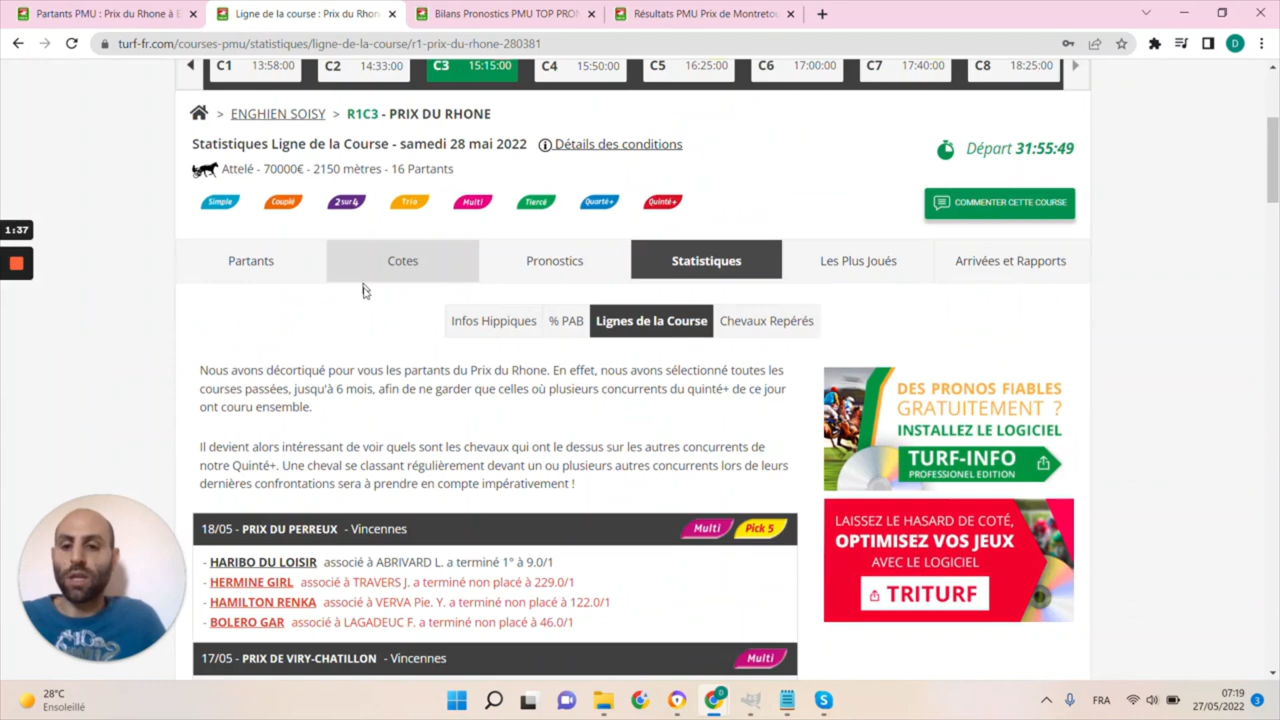 Partants PMU : Prix du Rhone à E
Ligne de la course : Prix du Rhon
Bilans Pronostics PMU TOP PRON
Résultats PMU Prix de Montretou
turf-fr.com/courses-pmu/statistiques/ligne-de-la-course/r1-prix-du-rhone-280381
D
C1 13:58:00
C2 14:33:00
C3 15:15:00
C4 15:50:00
C5 16:25:00
C6 17:00:00
C7 17:40:00
C8 18:25:00
> ENGHIEN SOISY > R1C3 - PRIX DU RHONE
Statistiques Ligne de la Course - samedi 28 mai 2022 Détails des conditions
Départ 31:55:49
Attelé - 70000€ - 2150 mètres - 16 Partants
Simple Couplé 2sur4 Trio Multi Tiercé Quarté+ Quinté+
COMMENTER CETTE COURSE
1:37
Partants Cotes Pronostics Statistiques Les Plus Joués Arrivées et Rapports
Infos Hippiques % PAB Lignes de la Course Chevaux Repérés
Nous avons décortiqué pour vous les partants du Prix du Rhone. En effet, nous avons sélectionné toutes les
courses passées, jusqu'à 6 mois, afin de ne garder que celles où plusieurs concurrents du quinté+ de ce jour
ont couru ensemble.
Il devient alors intéressant de voir quels sont les chevaux qui ont le dessus sur les autres concurrents de
notre Quinté+. Une cheval se classant régulièrement devant un ou plusieurs autres concurrents lors de leurs
dernières confrontations sera à prendre en compte impérativement !
DES PRONOS FIABLES
GRATUITEMENT ?
INSTALLEZ LE LOGICIEL
TURF-INFO
PROFESSIONEL EDITION
LAISSEZ LE HASARD DE COTÉ,
OPTIMISEZ VOS JEUX
AVEC LE LOGICIEL
TRITURF
18/05 - PRIX DU PERREUX - Vincennes Multi Pick 5
- HARIBO DU LOISIR associé à ABRIVARD L. a terminé 1° à 9.0/1
- HERMINE GIRL associé à TRAVERS J. a terminé non placé à 229.0/1
- HAMILTON RENKA associé à VERVA Pie. Y. a terminé non placé à 122.0/1
- BOLERO GAR associé à LAGADEUC F. a terminé non placé à 46.0/1
17/05 - PRIX DE VIRY-CHATILLON - Vincennes Multi
28°C
Ensoleillé
D
S
FRA
07:19
27/05/2022
3